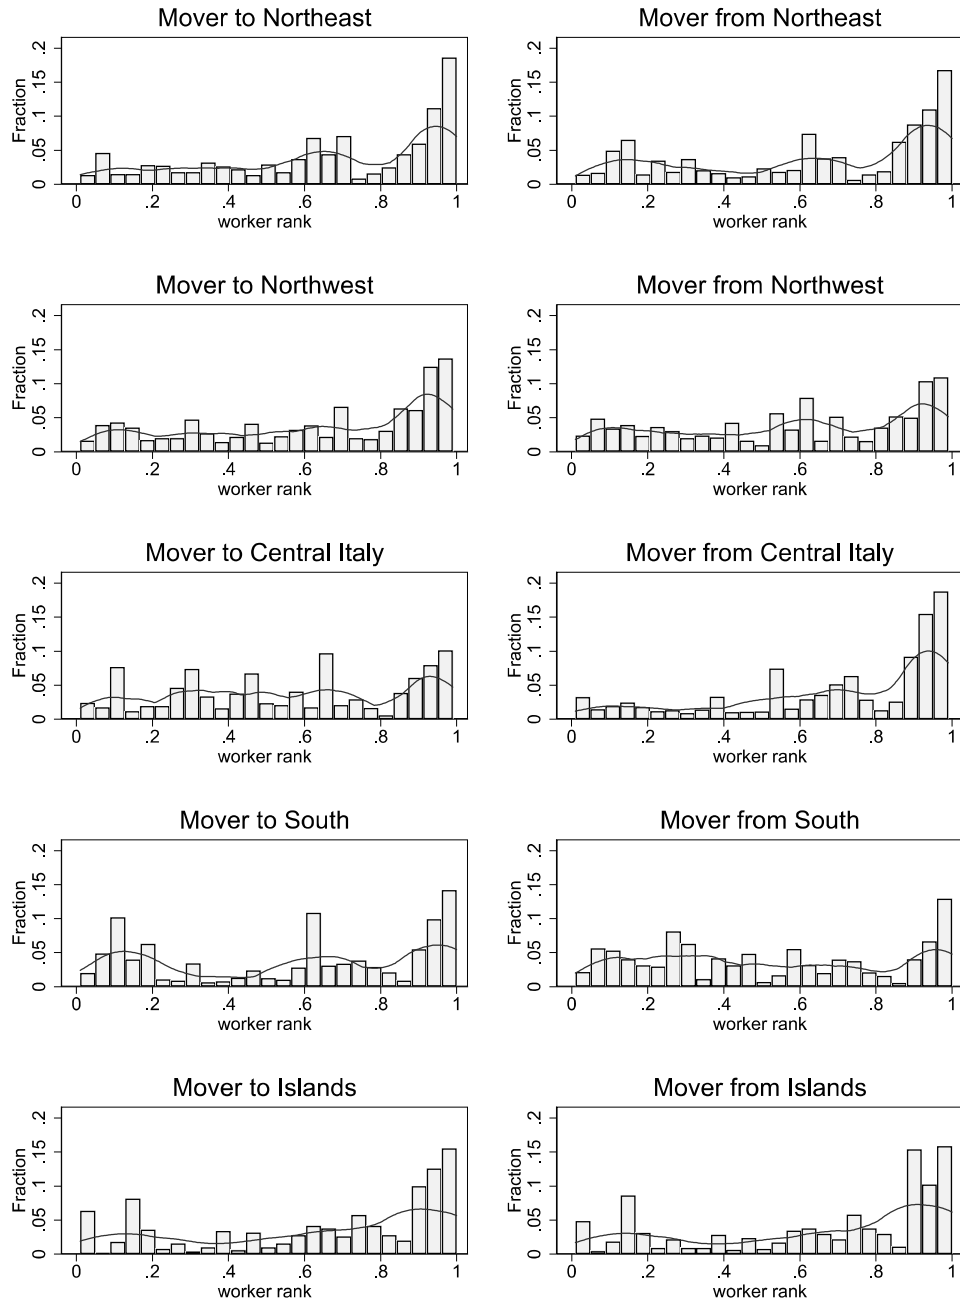 Mover to Northeast
Mover from Northeast
Fraction
0 .05 .1 .15 .2
0 .2 .4 .6 .8 1
worker rank
Fraction
0 .05 .1 .15 .2
0 .2 .4 .6 .8 1
worker rank
Mover to Northwest
Mover from Northwest
Fraction
0 .05 .1 .15 .2
0 .2 .4 .6 .8 1
worker rank
Fraction
0 .05 .1 .15 .2
0 .2 .4 .6 .8 1
worker rank
Mover to Central Italy
Mover from Central Italy
Fraction
0 .05 .1 .15 .2
0 .2 .4 .6 .8 1
worker rank
Fraction
0 .05 .1 .15 .2
0 .2 .4 .6 .8 1
worker rank
Mover to South
Mover from South
Fraction
0 .05 .1 .15 .2
0 .2 .4 .6 .8 1
worker rank
Fraction
0 .05 .1 .15 .2
0 .2 .4 .6 .8 1
worker rank
Mover to Islands
Mover from Islands
Fraction
0 .05 .1 .15 .2
0 .2 .4 .6 .8 1
worker rank
Fraction
0 .05 .1 .15 .2
0 .2 .4 .6 .8 1
worker rank